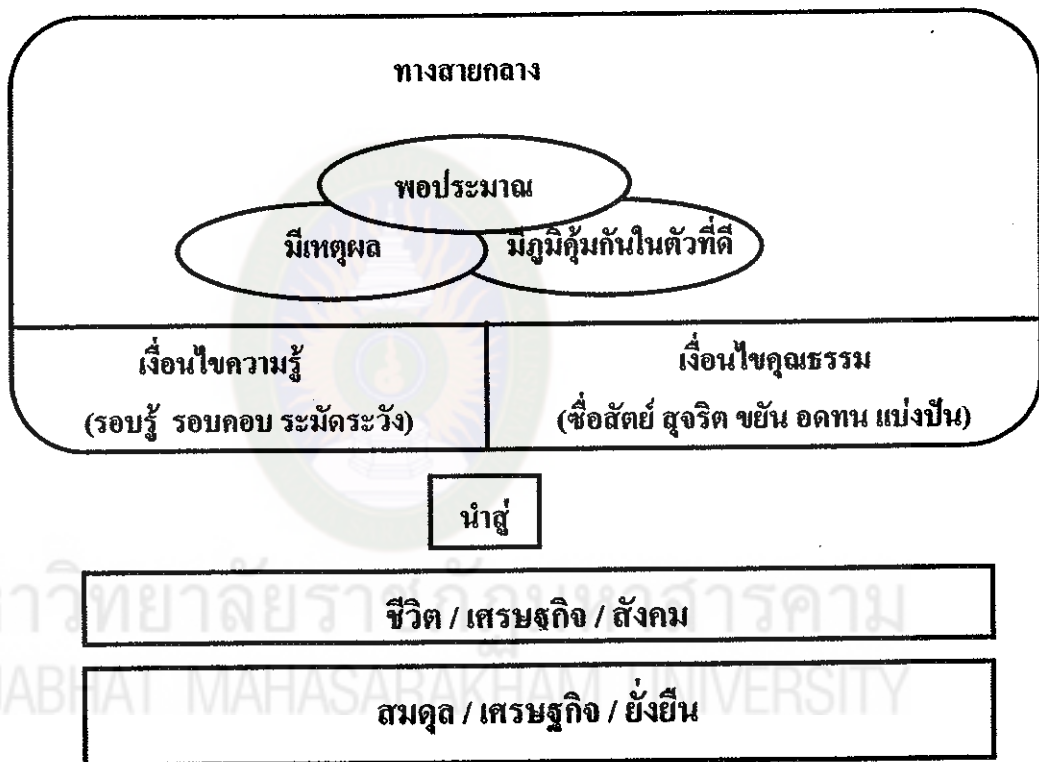 ทางสายกลาง
พอประมาณ
มีเหตุผล
มีภูมิคุ้มกันในตัวที่ดี
เงื่อนไขความรู้
(รอบรู้ รอบคอบ ระมัดระวัง)
เงื่อนไขคุณธรรม
(ซื่อสัตย์ สุจริต ขยัน อดทน แบ่งปัน)
นำสู่
ชีวิต / เศรษฐกิจ / สังคม
สมดุล / เศรษฐกิจ / ยั่งยืน
MAHASARAKHAM UNIVERSITY